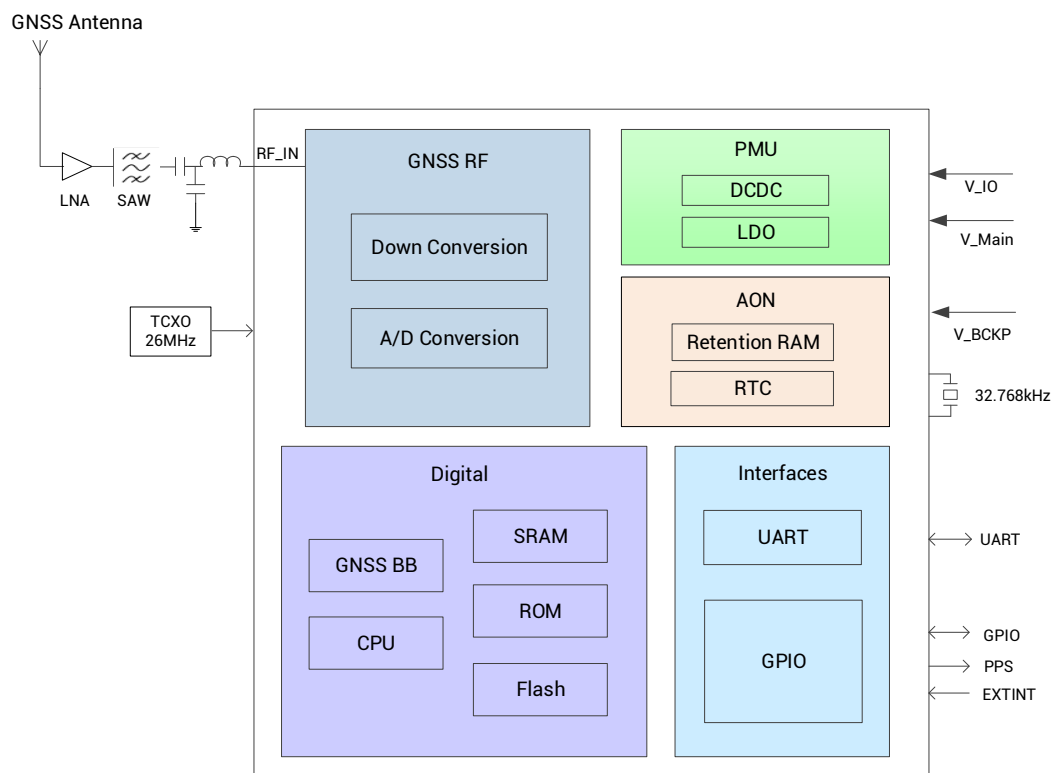 GNSS Antenna
LNA
SAW
RF_IN
GNSS RF
Down Conversion
A/D Conversion
TCXO
26MHz
PMU
DCDC
LDO
AON
Retention RAM
RTC
V_IO
V_Main
V_BCKP
32.768kHz
Digital
GNSS BB
CPU
SRAM
ROM
Flash
Interfaces
UART
GPIO
UART
GPIO
PPS
EXTINT